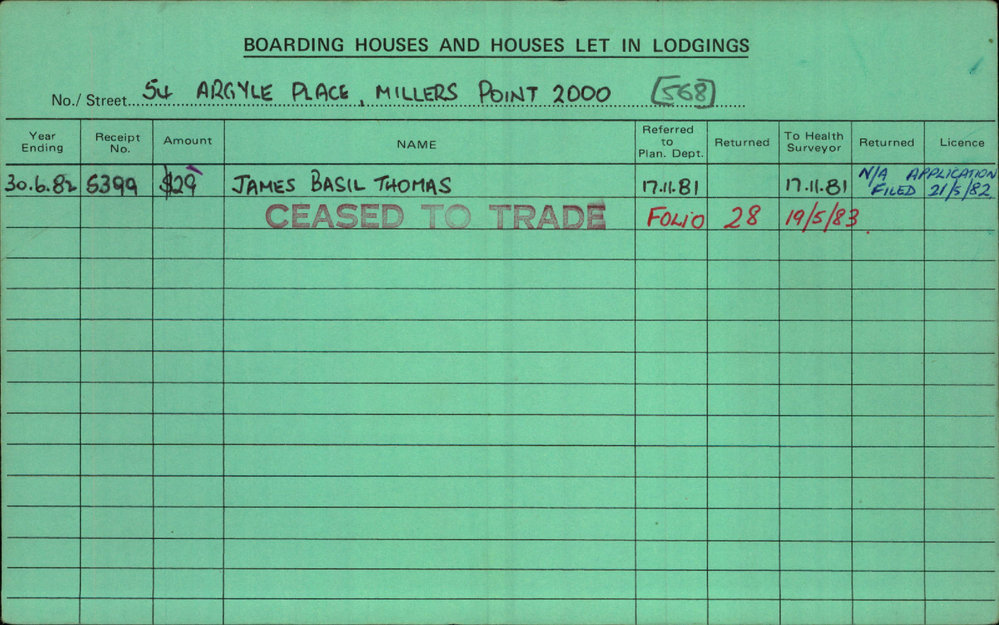 BOARDING HOUSES AND HOUSES LET IN LODGINGS
No./ Street... 54 ARGYLE PLACE, MILLERS POINT 2000 [568]
Year Ending Receipt No. Amount NAME Referred to Plan. Dept. Returned To Health Surveyor Returned Licence
30.6.82 5399 $29 JAMES BASIL THOMAS 17.11.81 17.11.81 N/A APPLICATION FILED 21/5/82
CEASED TO TRADE FOLIO 28 19/5/83.